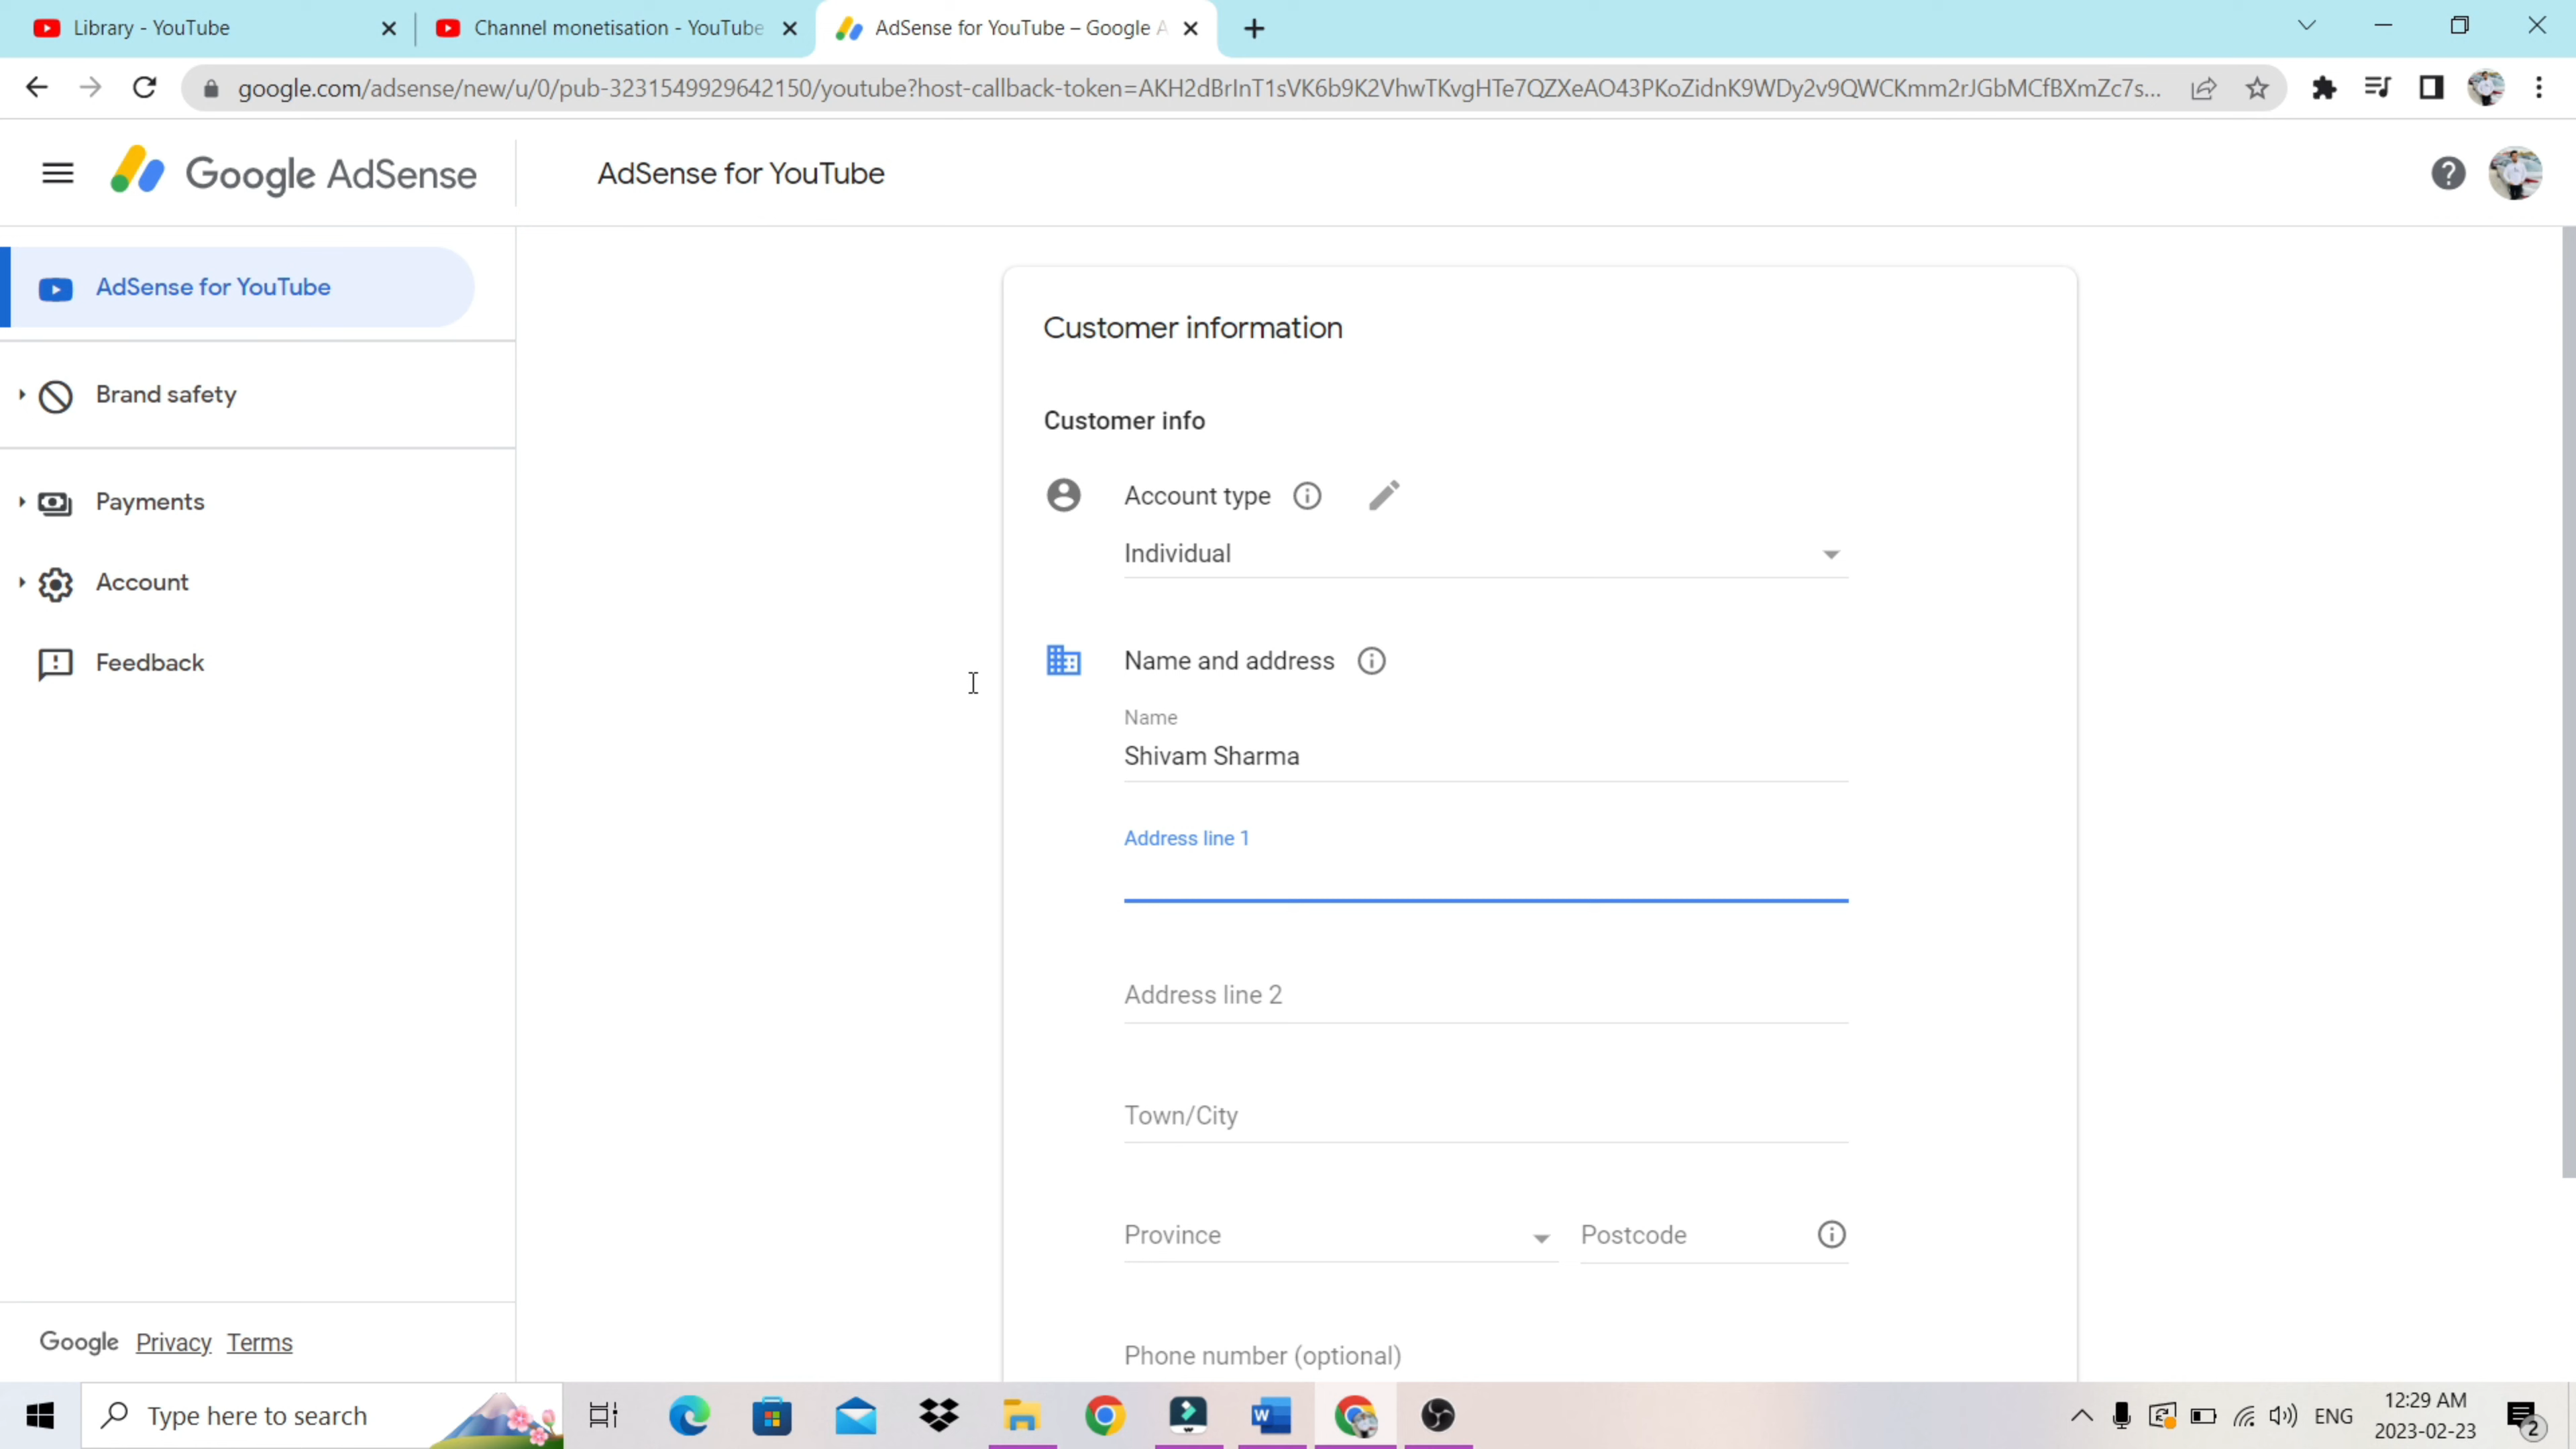 Library - YouTube
Channel monetisation - YouTube
AdSense for YouTube – Google A
google.com/adsense/new/u/0/pub-3231549929642150/youtube?host-callback-token=AKH2dBrInT1sVK6b9K2VhwTKvgHTe7QZXeAO43PKoZidnK9WDy2v9QWCKmm2rJGbMCfBXmZc7s...
Google AdSense
AdSense for YouTube
AdSense for YouTube
Brand safety
Payments
Account
Feedback
Customer information
Customer info
Account type
Individual
Name and address
Name
Shivam Sharma
Address line 1
Address line 2
Town/City
Province
Postcode
Phone number (optional)
Google Privacy Terms
Type here to search
ENG
12:29 AM
2023-02-23
2